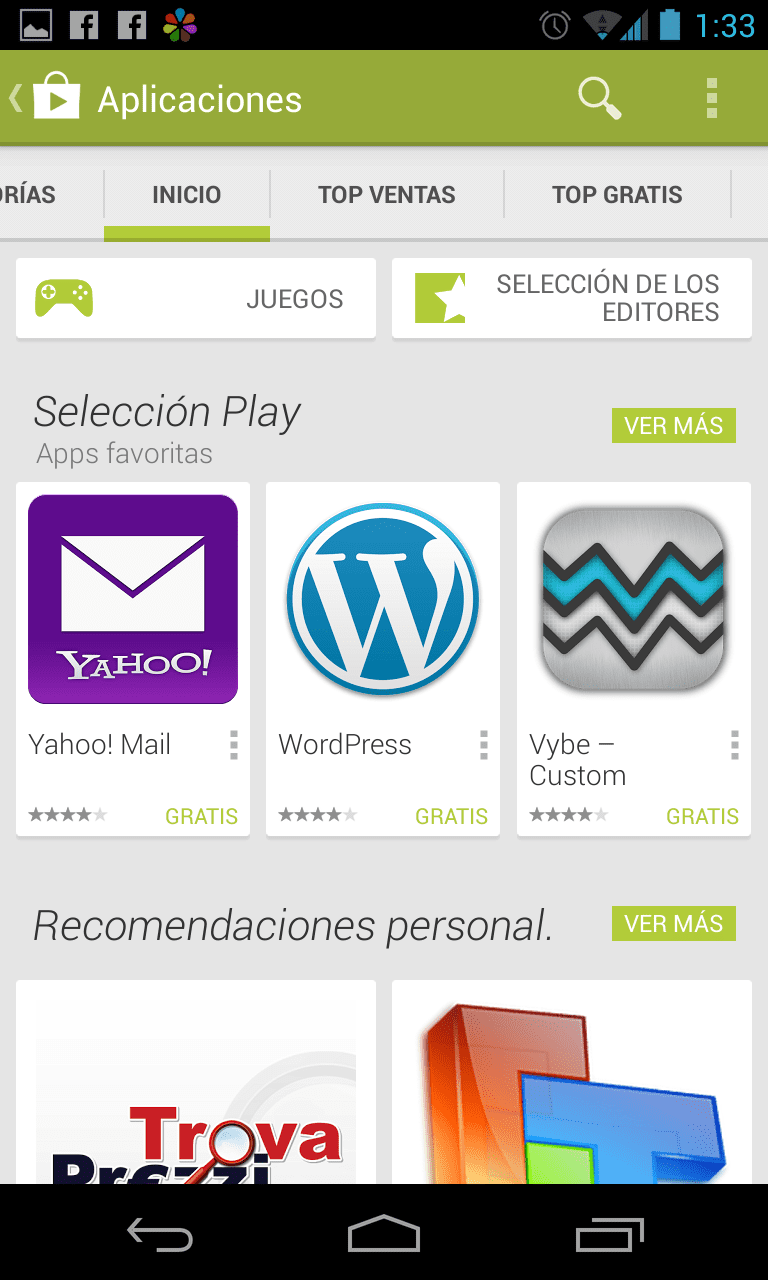 1:33
Aplicaciones
ORÍAS
INICIO
TOP VENTAS
TOP GRATIS
JUEGOS
SELECCIÓN DE LOS
EDITORES
Selección Play
VER MÁS
Apps favoritas
YAHOO!
Yahoo! Mail
GRATIS
W
WordPress
GRATIS
Vybe –
Custom
GRATIS
Recomendaciones personal.
VER MÁS
Trova
Prezzi